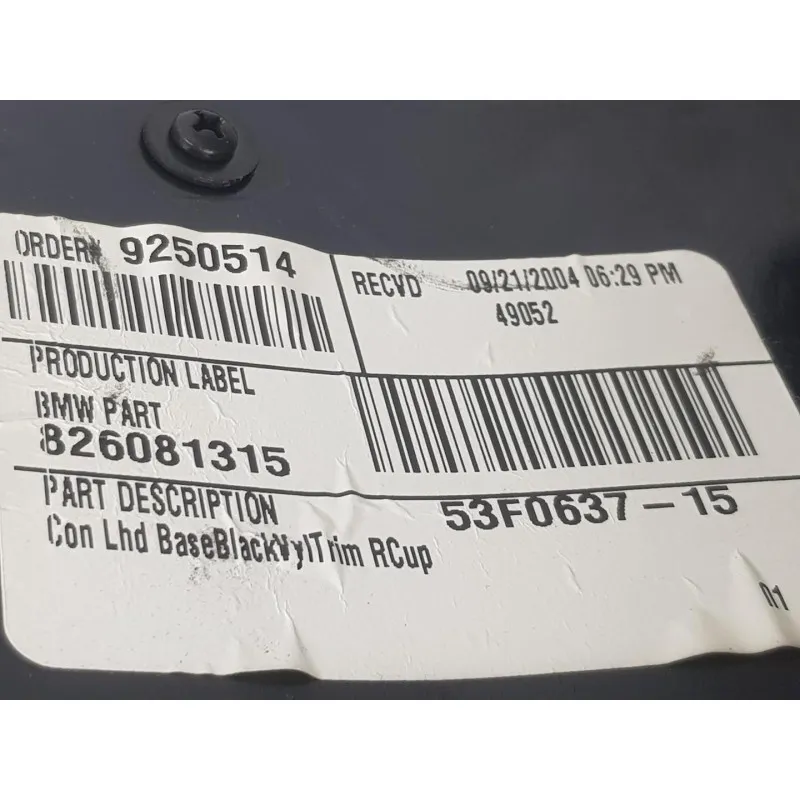 ORDER# 9250514
RECVD 09/21/2004 06:29 PM
49052
PRODUCTION LABEL
BMW PART
826081315
PART DESCRIPTION
53F0637-15
Con Lhd BaseBlackVylTrim RCup
01